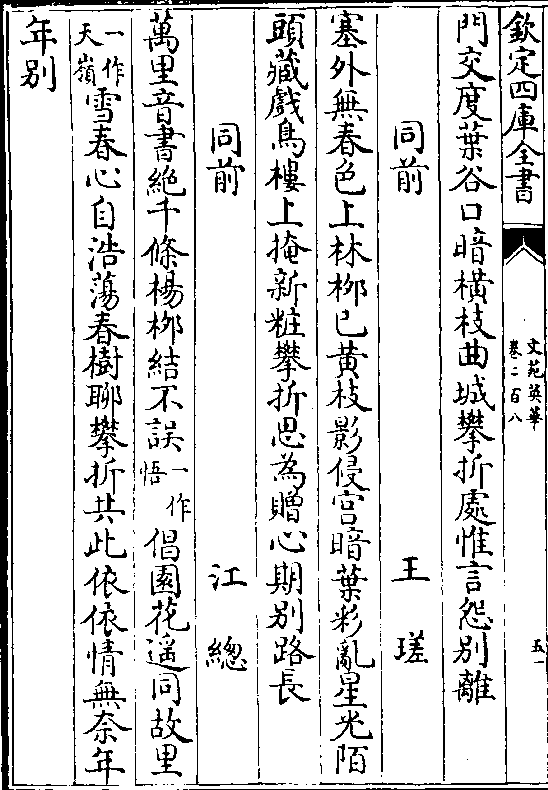 欽定四庫全書
文苑英華
卷二百八
五一
門交度葉谷口暗橫枝曲城攀折處惟言怨别離
同前 王瑳
塞外無春色上林桞已黄枝影侵宫暗葉彩亂星光陌
頭藏戲鳥樓上掩新粧攀折思為贈心期别路長
同前 江總
萬里音書絶千條楊桞結不誤一作悟倡園花遥同故里
一作天嶺雪春心自浩蕩春樹聊攀折共此依依情無奈年
年别